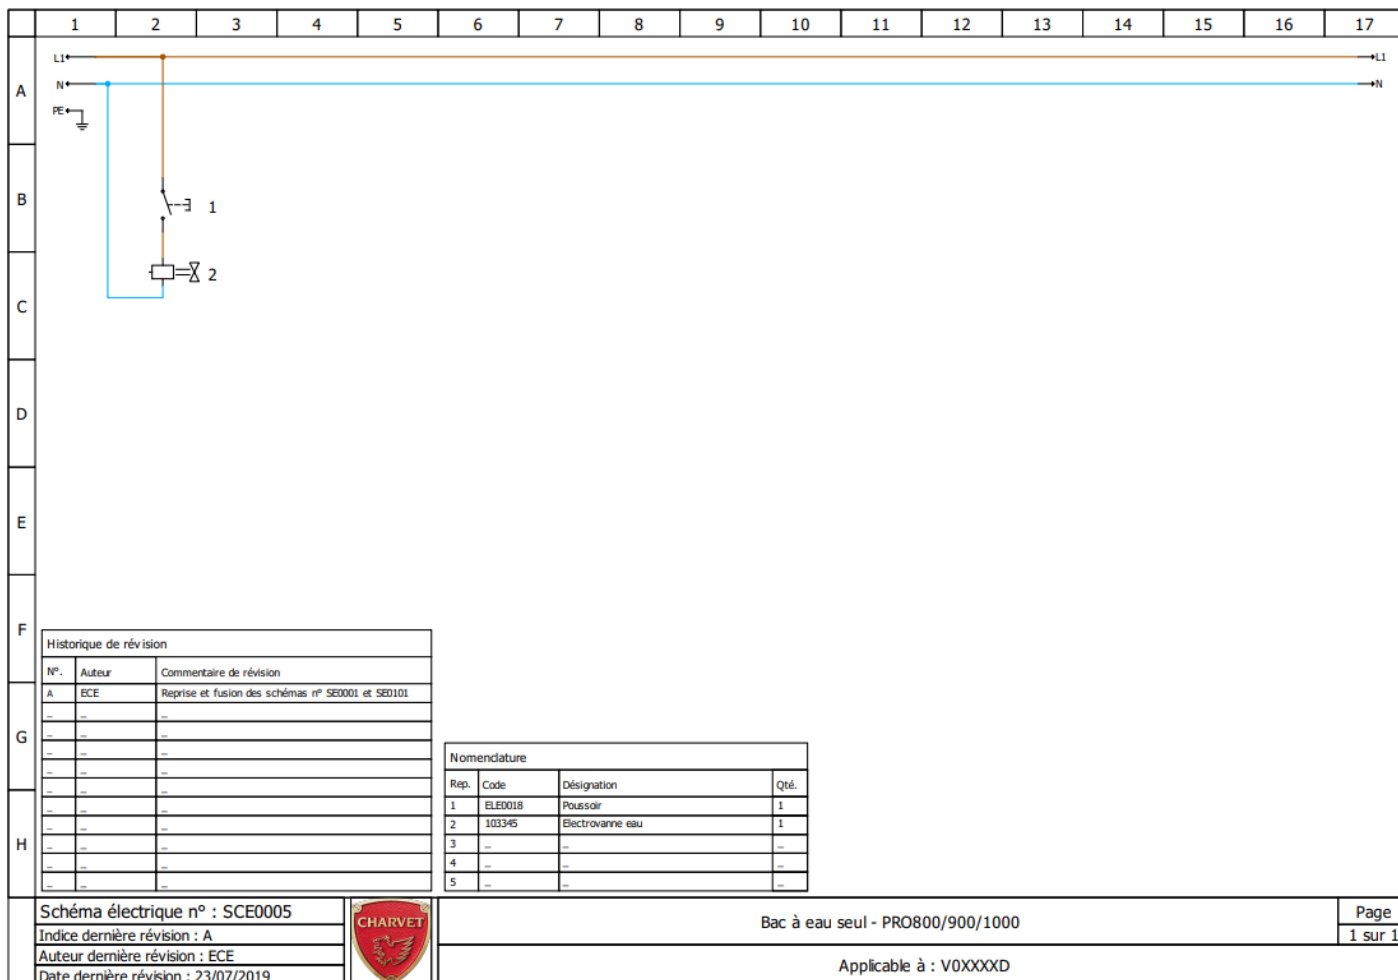 1 2 3 4 5 6 7 8 9 10 11 12 13 14 15 16 17
L1 L1
A N N
PE
B 1
2
C
D
E
F
Historique de révision
N°. Auteur Commentaire de révision
A ECE Reprise et fusion des schémas n° SE0001 et SE0101
_ _ _
_ _ _
G
_ _ _
_ _ _
_ _ _
_ _ _
_ _ _
_ _ _
_ _ _
_ _ _
Nomenclature
Rep. Code Désignation Qté.
1 ELE0018 Poussoir 1
2 103345 Electrovanne eau 1
H
3 _ _ _
4 _ _ _
5 _ _ _
Schéma électrique n° : SCE0005
Indice dernière révision : A
Auteur dernière révision : ECE
Date dernière révision : 23/07/2019
CHARVET
Bac à eau seul - PRO800/900/1000
Applicable à : V0XXXXD
Page
1 sur 1